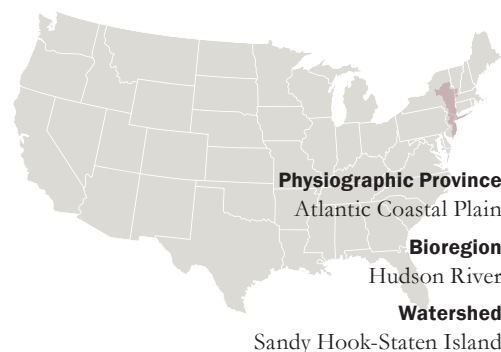 Physiographic Province
Atlantic Coastal Plain
Bioregion
Hudson River
Watershed
Sandy Hook-Staten Island